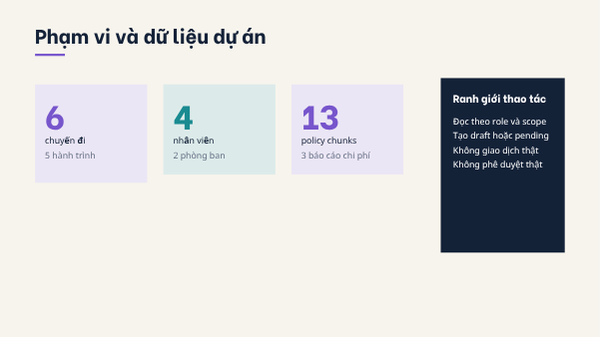 Phạm vi và dữ liệu dự án
6
chuyến đi
5 hành trình
4
nhân viên
2 phòng ban
13
policy chunks
3 báo cáo chi phí
Ranh giới thao tác
Đọc theo role và scope
Tạo draft hoặc pending
Không giao dịch thật
Không phê duyệt thật